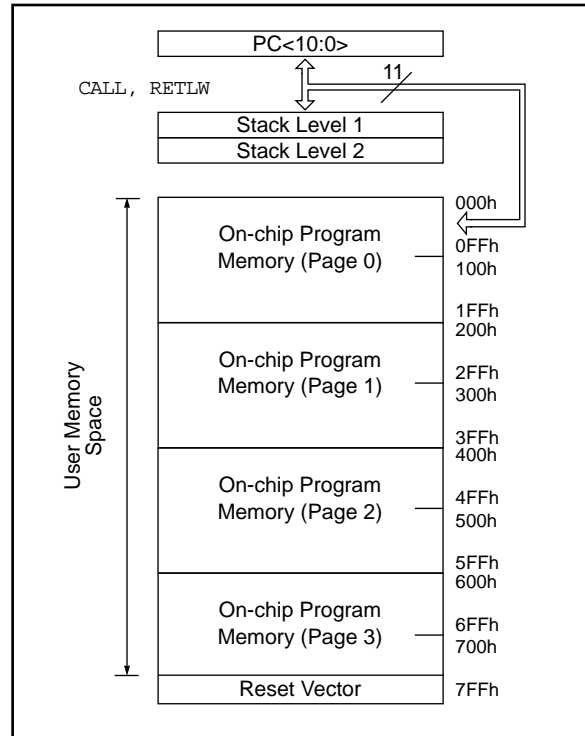 PC<10:0>
11
CALL, RETLW
Stack Level 1
Stack Level 2
000h
On-chip Program
Memory (Page 0)
0FFh
100h
1FFh
200h
On-chip Program
Memory (Page 1)
2FFh
300h
3FFh
400h
User Memory
Space
On-chip Program
Memory (Page 2)
4FFh
500h
5FFh
600h
On-chip Program
Memory (Page 3)
6FFh
700h
Reset Vector
7FFh